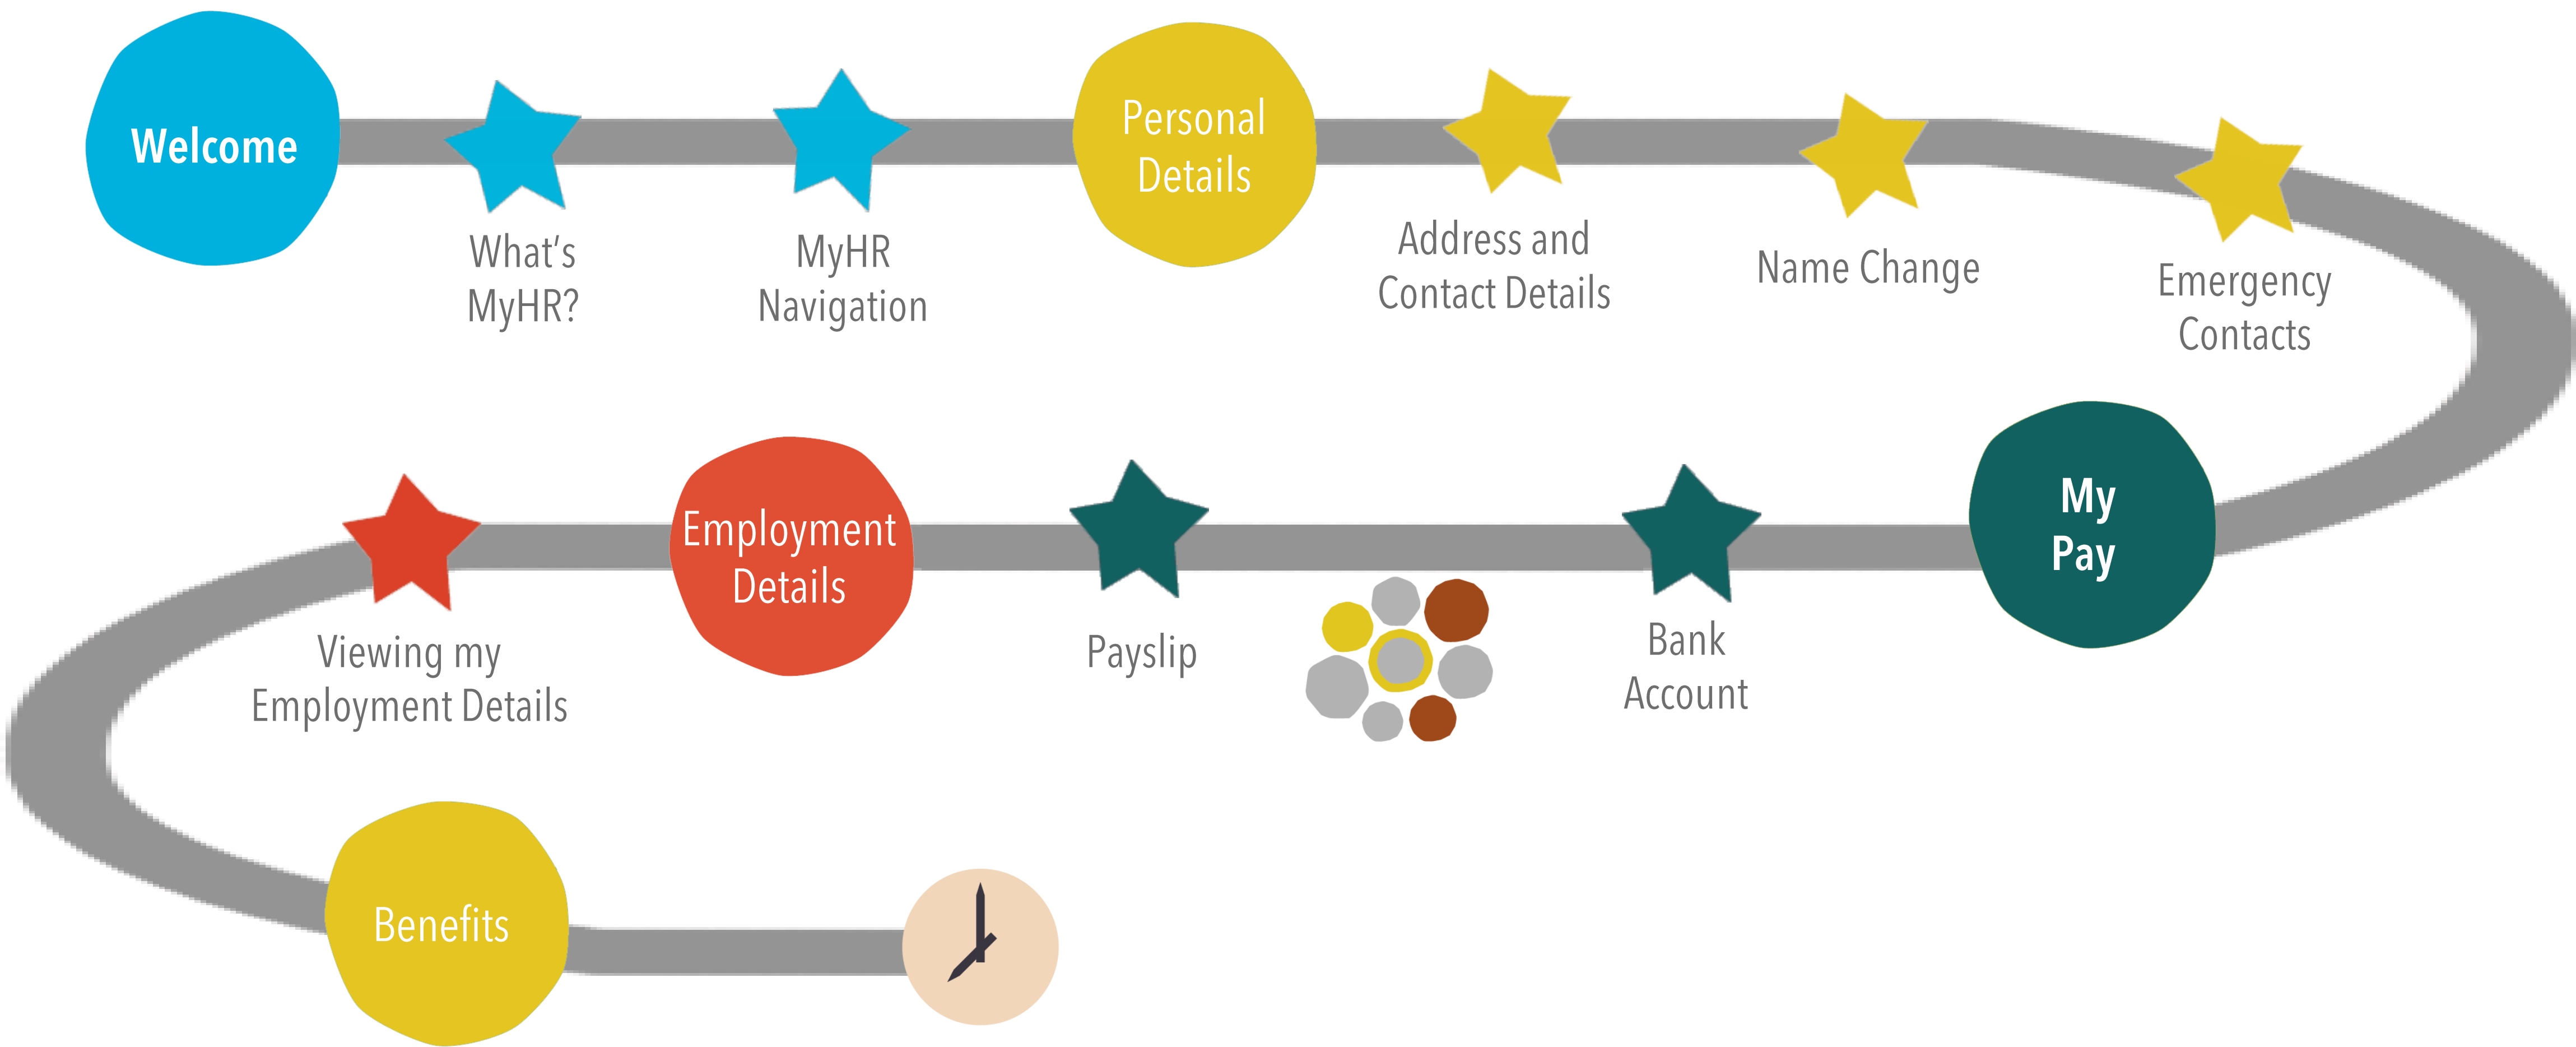 Welcome
What's
MyHR?
MyHR
Navigation
Personal
Details
Address and
Contact Details
Name Change
Emergency
Contacts
My
Pay
Bank
Account
Payslip
Employment
Details
Viewing my
Employment Details
Benefits